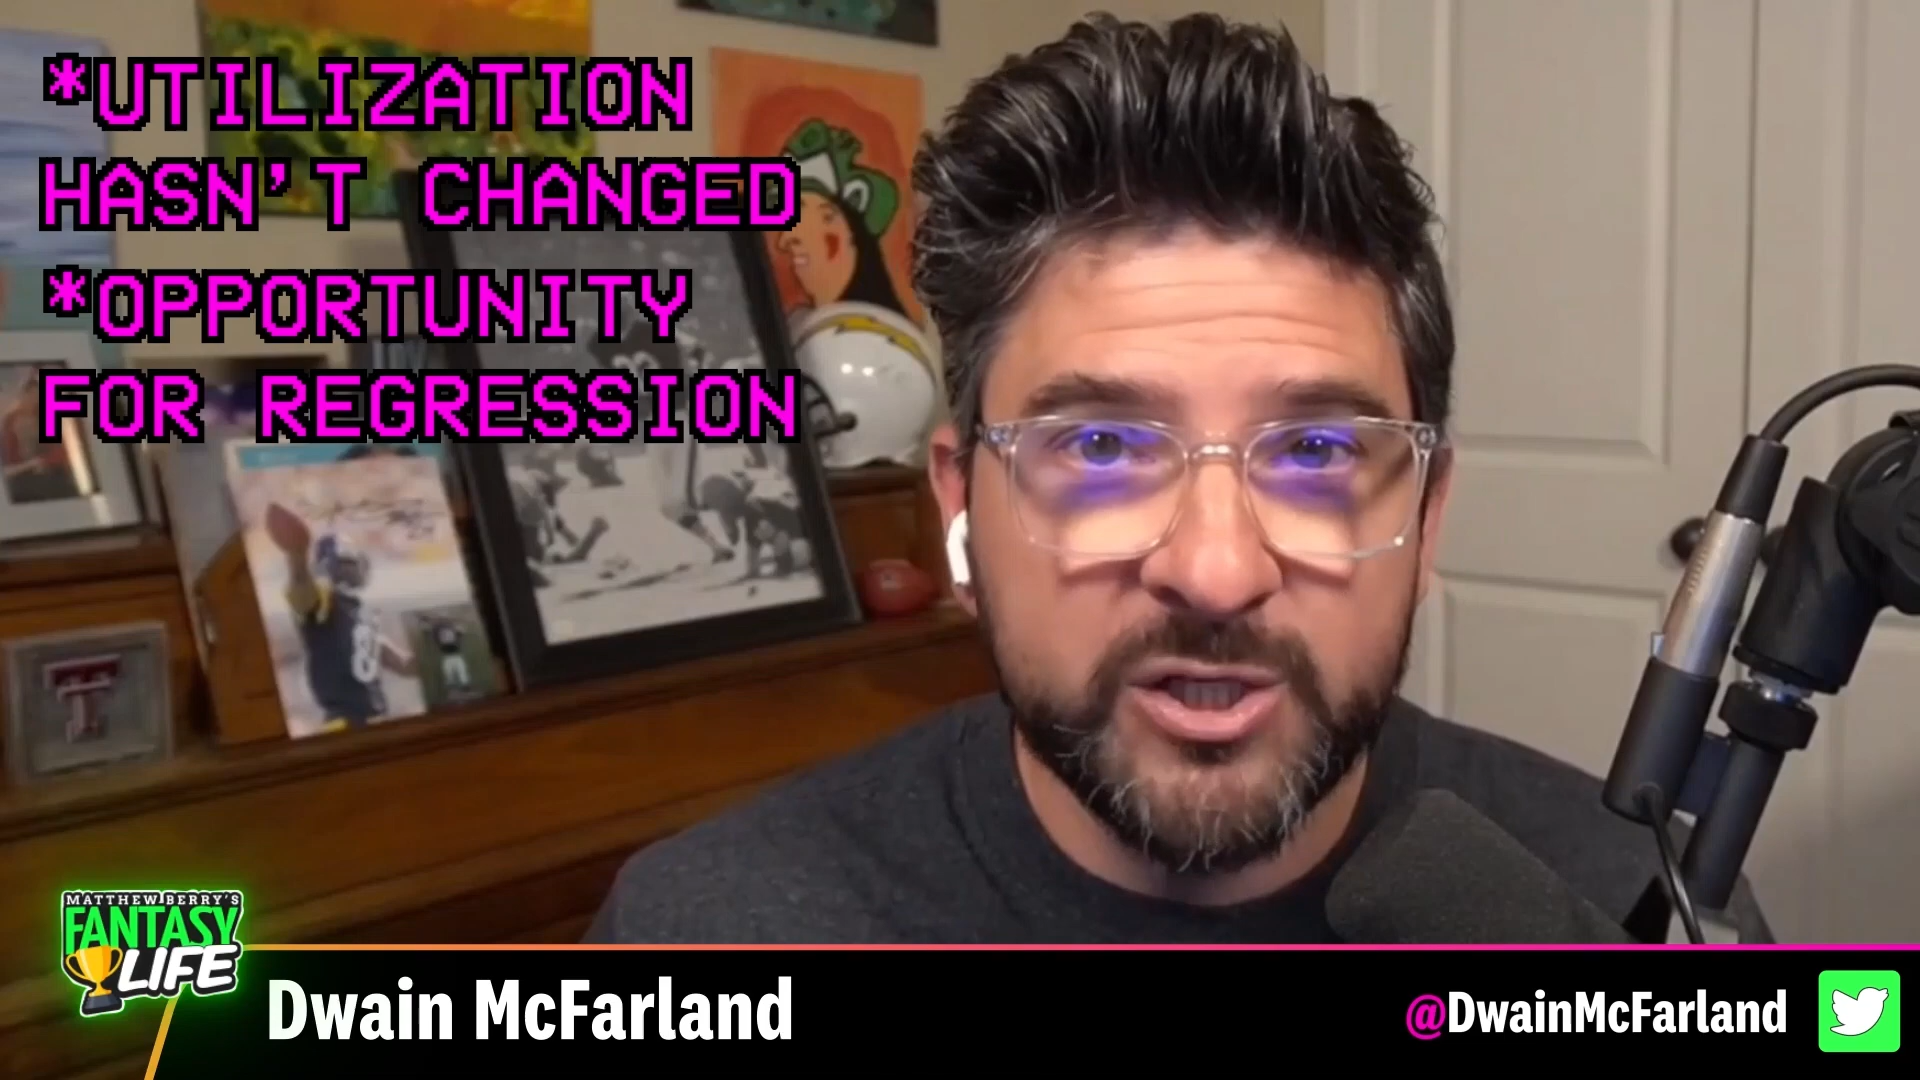 *UTILIZATION
HASN'T CHANGED
*OPPORTUNITY
FOR REGRESSION
MATTHEW BERRY'S
FANTASY
LIFE
Dwain McFarland
@DwainMcFarland